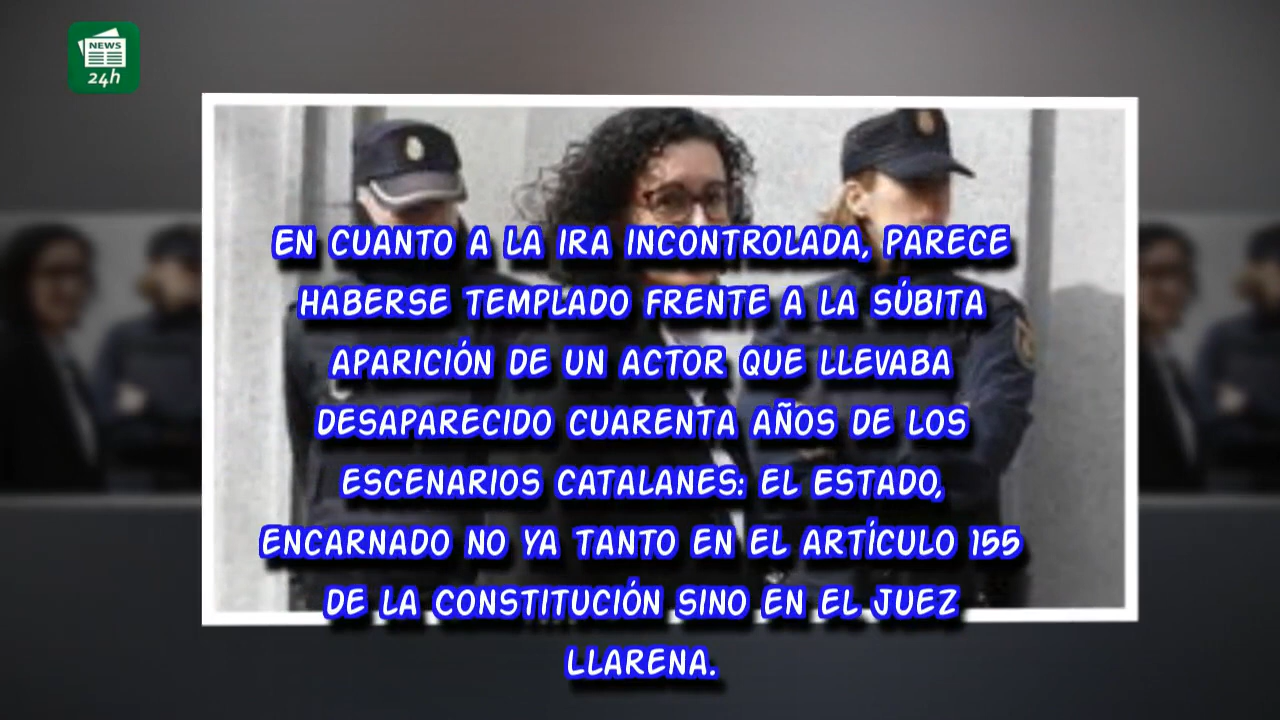 NEWS
24h
EN CUANTO A LA IRA INCONTROLADA, PARECE
HABERSE TEMPLADO FRENTE A LA SÚBITA
APARICIÓN DE UN ACTOR QUE LLEVABA
DESAPARECIDO CUARENTA AÑOS DE LOS
ESCENARIOS CATALANES: EL ESTADO,
ENCARNADO NO YA TANTO EN EL ARTÍCULO 155
DE LA CONSTITUCIÓN SINO EN EL JUEZ
LLARENA.